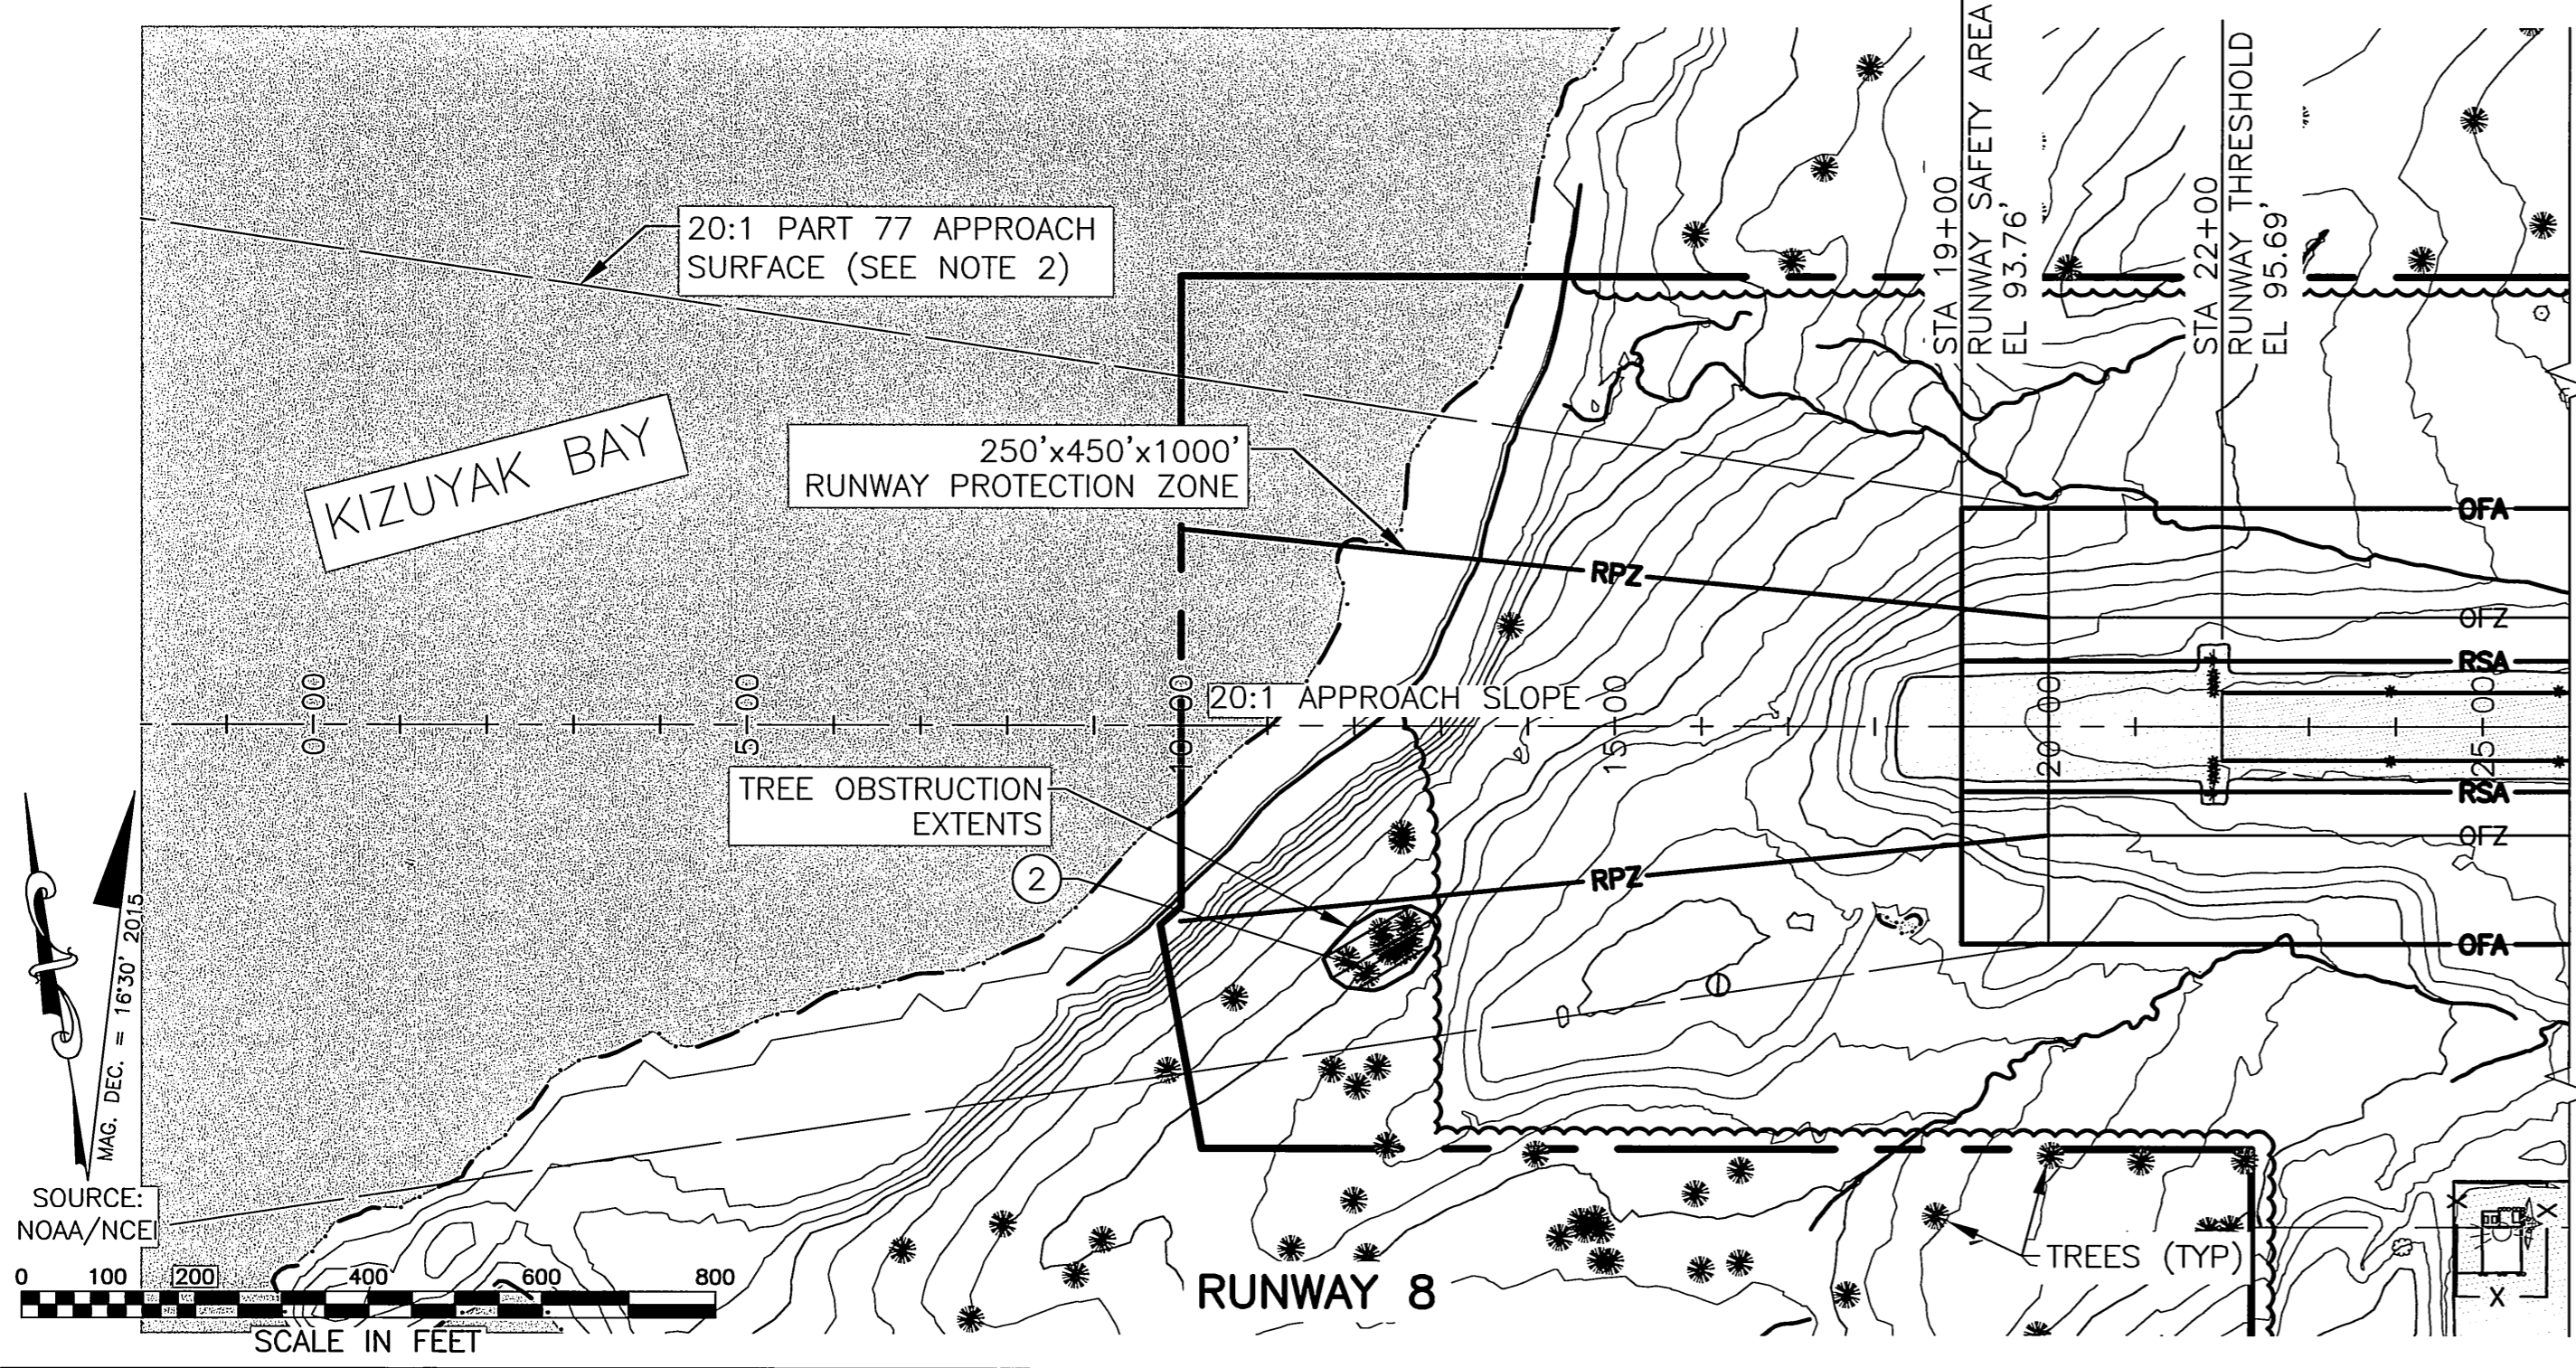 20:1 PART 77 APPROACH
SURFACE (SEE NOTE 2)
STA 19+00
RUNWAY SAFETY AREA
EL 93.76'
STA 22+00
RUNWAY THRESHOLD
EL 95.69'
KIZUYAK BAY
250'x450'x1000'
RUNWAY PROTECTION ZONE
OFA
RPZ
OFZ
RSA
20:1 APPROACH SLOPE
0+00
5+00
10+00
15+00
20+00
25+00
TREE OBSTRUCTION
EXTENTS
RSA
OFZ
2
RPZ
OFA
MAG. DEC. = 16°30' 2015
SOURCE:
NOAA/NCEI
TREES (TYP)
X
X
X
0 100 200 400 600 800
SCALE IN FEET
RUNWAY 8